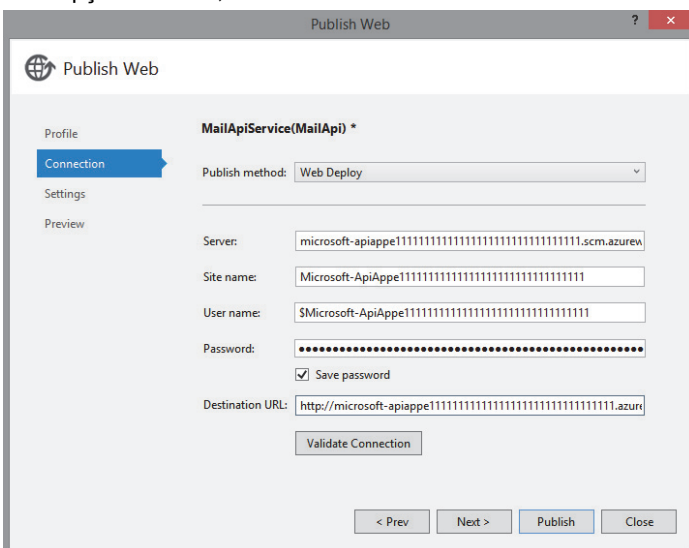 Publish Web
?
×
Publish Web
Profile
Connection
Settings
Preview
MailApiService(MailApi) *
Publish method: Web Deploy
Server: microsoft-apiappe11111111111111111111111111111111.scm.azurew
Site name: Microsoft-ApiAppe11111111111111111111111111111111
User name: $Microsoft-ApiAppe11111111111111111111111111111111
Password:
Save password
Destination URL: http://microsoft-apiappe11111111111111111111111111111111.azure
Validate Connection
< Prev Next > Publish Close